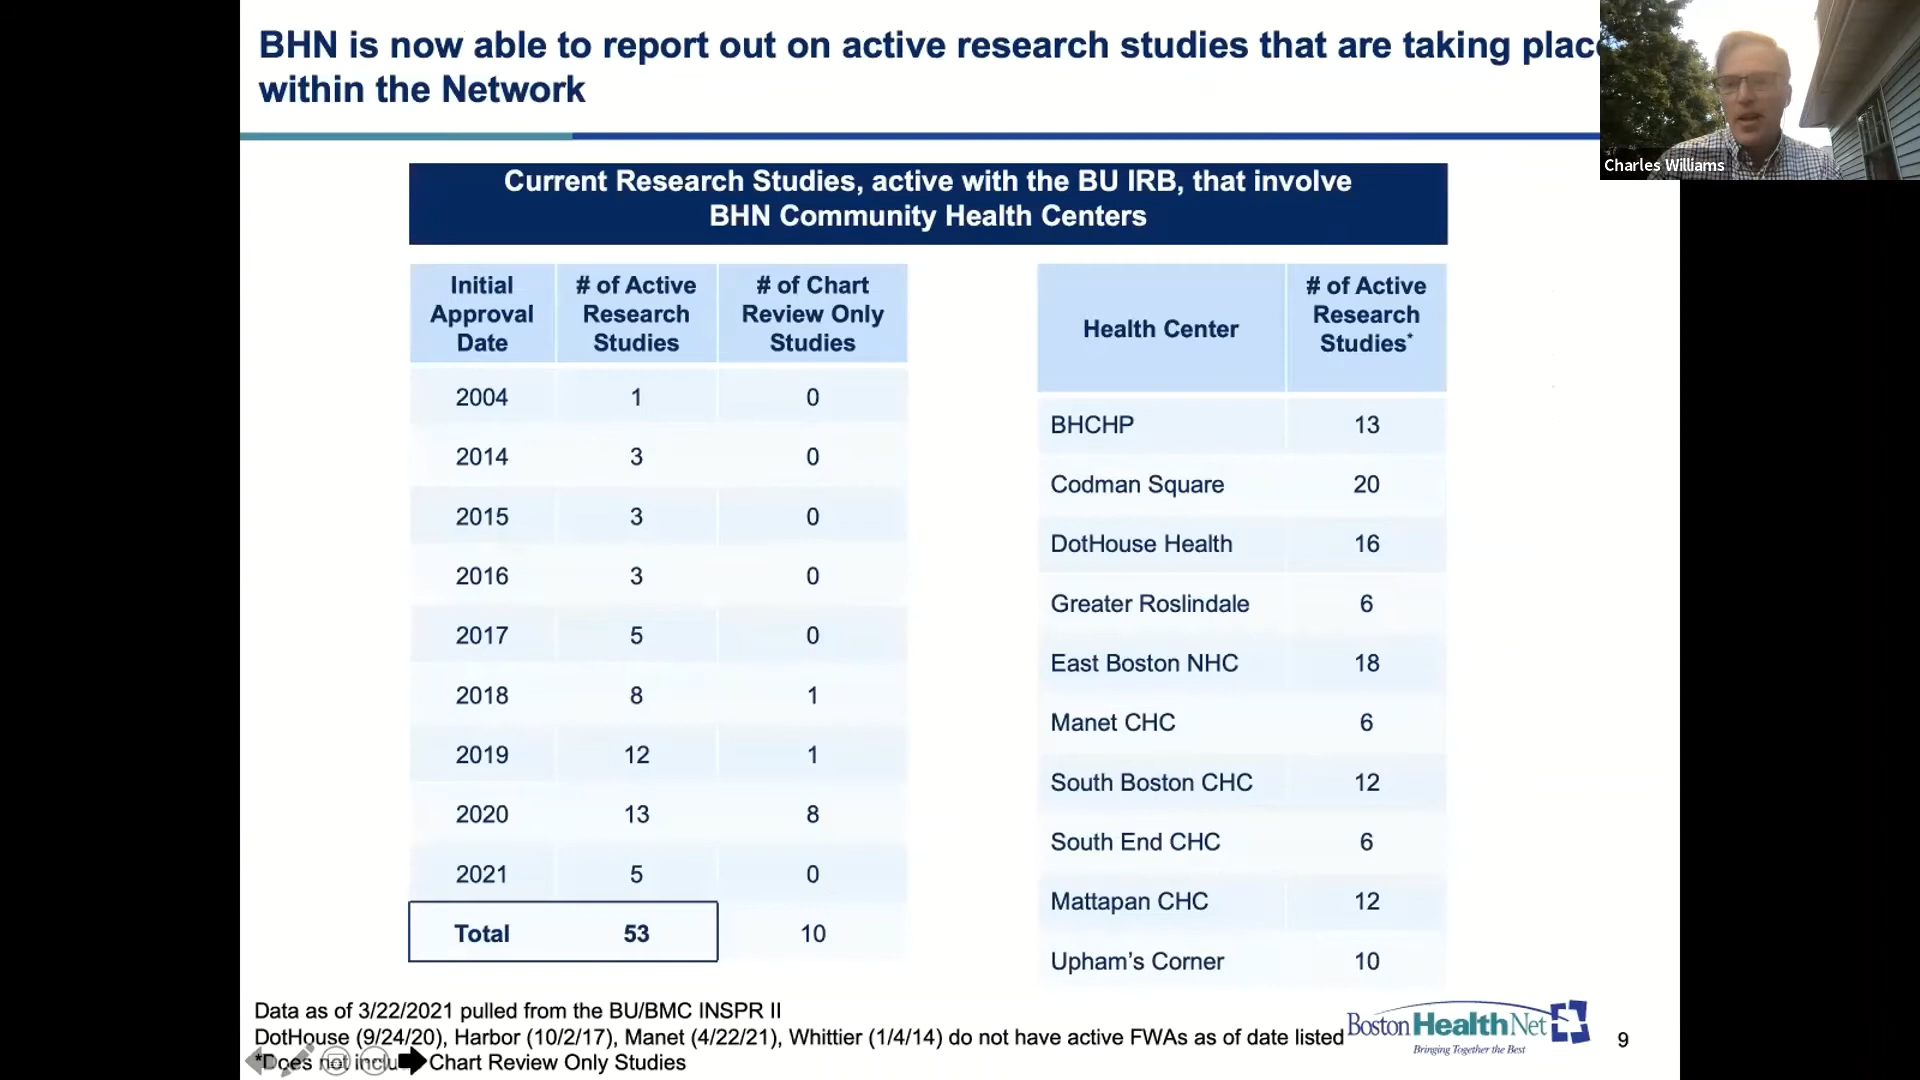 BHN is now able to report out on active research studies that are taking plac
within the Network
Charles Williams
Current Research Studies, active with the BU IRB, that involve
BHN Community Health Centers
Initial Approval Date # of Active Research Studies # of Chart Review Only Studies
2004 1 0
2014 3 0
2015 3 0
2016 3 0
2017 5 0
2018 8 1
2019 12 1
2020 13 8
2021 5 0
Total 53 10
Health Center # of Active Research Studies*
BHCHP 13
Codman Square 20
DotHouse Health 16
Greater Roslindale 6
East Boston NHC 18
Manet CHC 6
South Boston CHC 12
South End CHC 6
Mattapan CHC 12
Upham’s Corner 10
Data as of 3/22/2021 pulled from the BU/BMC INSPR II
DotHouse (9/24/20), Harbor (10/2/17), Manet (4/22/21), Whittier (1/4/14) do not have active FWAs as of date listed
*Does not inclu Chart Review Only Studies
Boston HealthNet
Bringing Together the Best
9